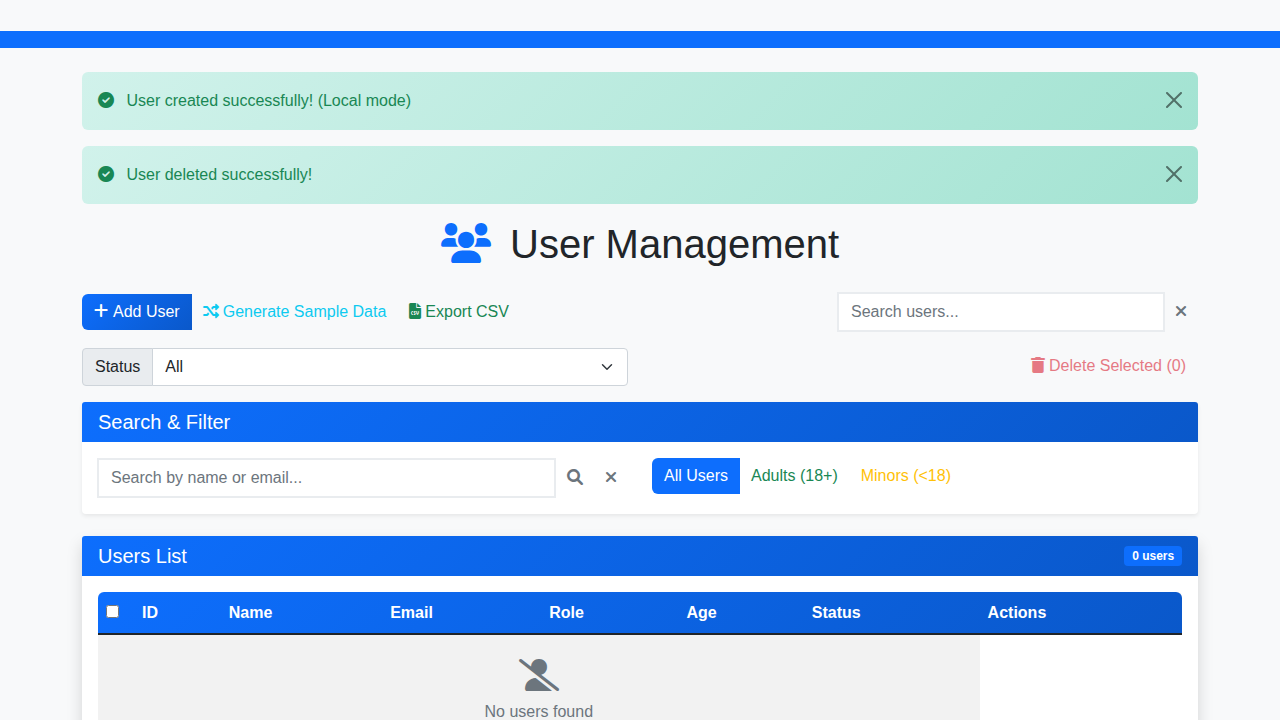 User created successfully! (Local mode)
User deleted successfully!
User Management
Add User Generate Sample Data Export CSV Search users...
Status All Delete Selected (0)
Search & Filter
Search by name or email... All Users Adults (18+) Minors (<18)
Users List 0 users
ID Name Email Role Age Status Actions
No users found